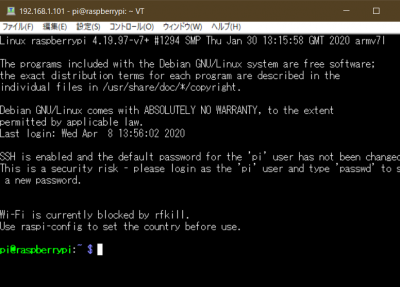 192.168.1.101 - pi@raspberrypi: ~ VT
ファイル(F) 編集(E) 設定(S) コントロール(O) ウィンドウ(W) ヘルプ(H)
Linux raspberrypi 4.19.97-v7+ #1294 SMP Thu Jan 30 13:15:58 GMT 2020 armv7l
The programs included with the Debian GNU/Linux system are free software;
the exact distribution terms for each program are described in the
individual files in /usr/share/doc/*/copyright.
Debian GNU/Linux comes with ABSOLUTELY NO WARRANTY, to the extent
permitted by applicable law.
Last login: Wed Apr  8 13:56:02 2020
SSH is enabled and the default password for the 'pi' user has not been changed
This is a security risk - please login as the 'pi' user and type 'passwd' to s
a new password.
Wi-Fi is currently blocked by rfkill.
Use raspi-config to set the country before use.
pi@raspberrypi:~ $